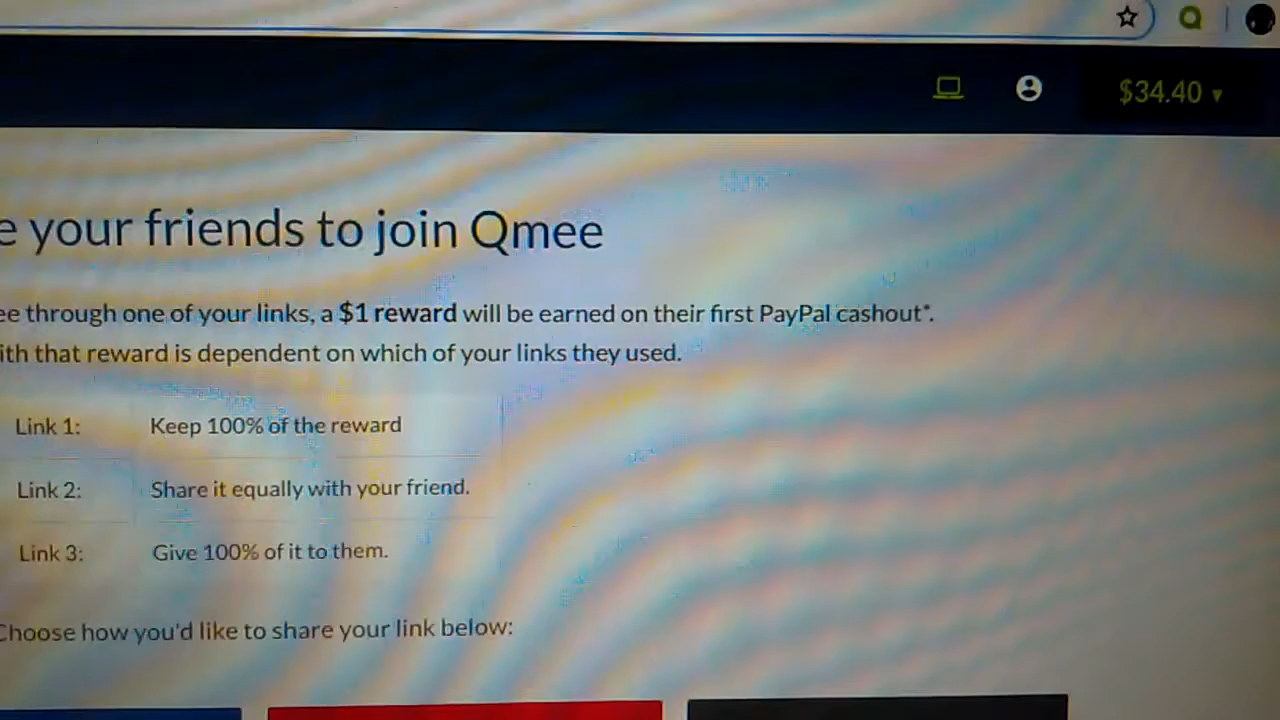 $34.40
e your friends to join Qmee
ee through one of your links, a $1 reward will be earned on their first PayPal cashout*.
ith that reward is dependent on which of your links they used.
Link 1: Keep 100% of the reward
Link 2: Share it equally with your friend.
Link 3: Give 100% of it to them.
Choose how you'd like to share your link below: